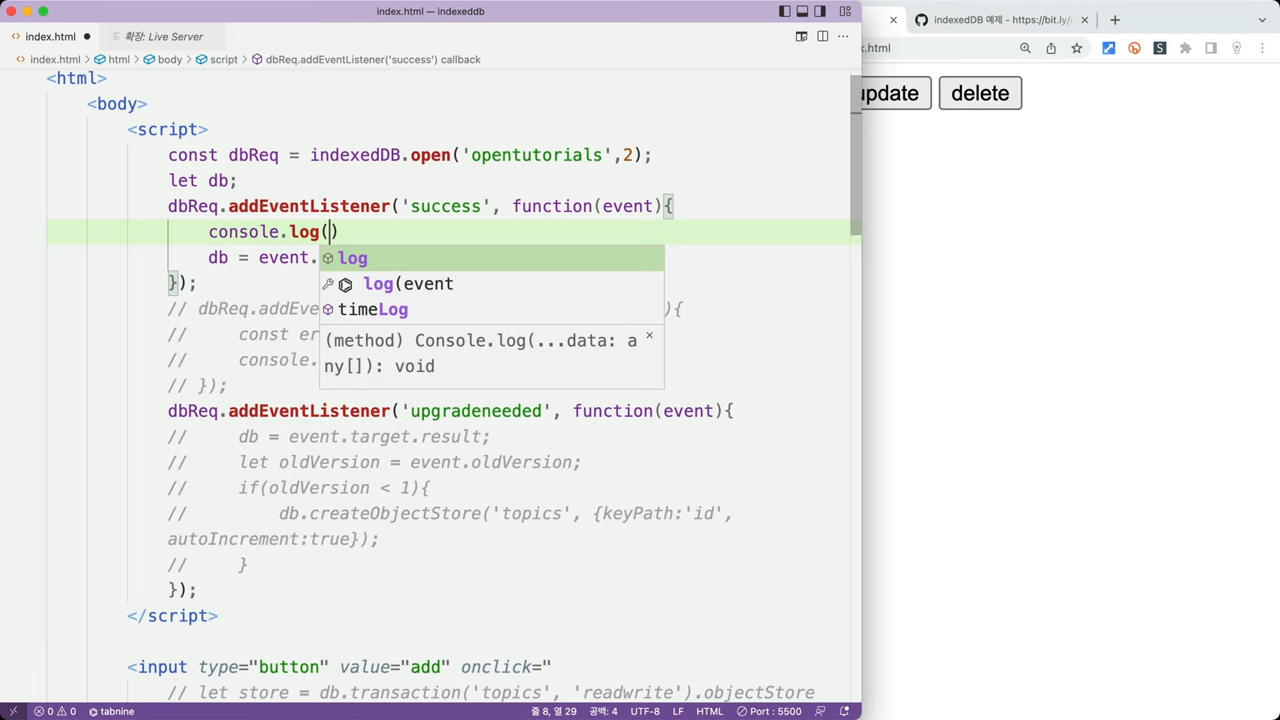 index.html — indexeddb
index.html
확장: Live Server
index.html
html
body
script
dbReq.addEventListener('success') callback
<html>
<body>
<script>
const dbReq = indexedDB.open('opentutorials',2);
let db;
dbReq.addEventListener('success', function(event){
console.log()
db = event.
});
// dbReq.addEve
{
// const er
// console.
// });
log
log(event
timeLog
(method) Console.log(...data: a
ny[]): void
dbReq.addEventListener('upgradeneeded', function(event){
// db = event.target.result;
// let oldVersion = event.oldVersion;
// if(oldVersion < 1){
// db.createObjectStore('topics', {keyPath:'id',
autoIncrement:true});
// }
});
</script>
<input type="button" value="add" onclick="
// let store = db.transaction('topics', 'readwrite').objectStore
0 0
tabnine
줄 8, 열 29
공백: 4
UTF-8
LF
HTML
Port : 5500
indexedDB 예제 - https://bit.ly/
.html
update
delete